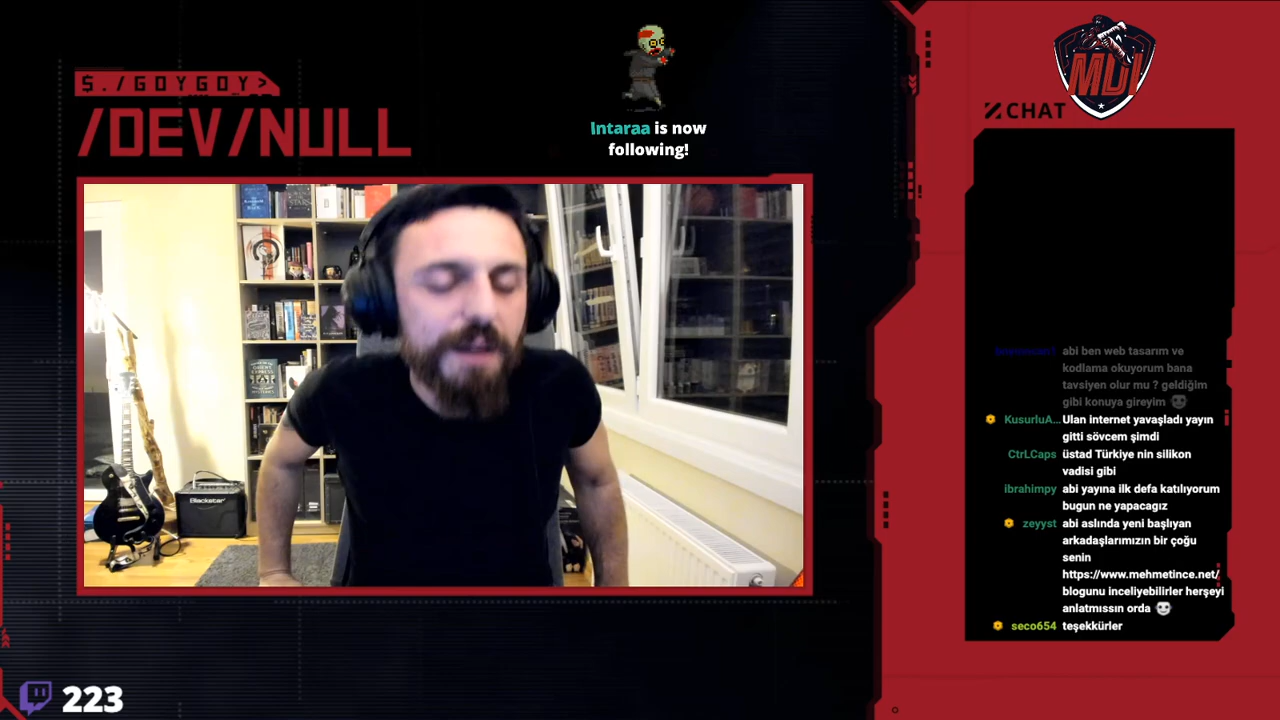 $./GOYGOY>
/DEV/NULL
Intaraa is now
following!
MDI
CHAT
abi ben web tasarım ve
kodlama okuyorum bana
tavsiyen olur mu ? geldiğim
gibi konuya gireyim
KusurluA... Ulan internet yavaşladı yayın
gitti sövcem şimdi
CtrLCaps üstad Türkiye nin silikon
vadisi gibi
ibrahimpy abi yayına ilk defa katılıyorum
bugun ne yapacagız
zeyyst abi aslında yeni başlıyan
arkadaşlarımızın bir çoğu
senin
https://www.mehmetince.net/
blogunu inceliyebilirler herşeyi
anlatmıssın orda
seco654 teşekkürler
Blackstar
223